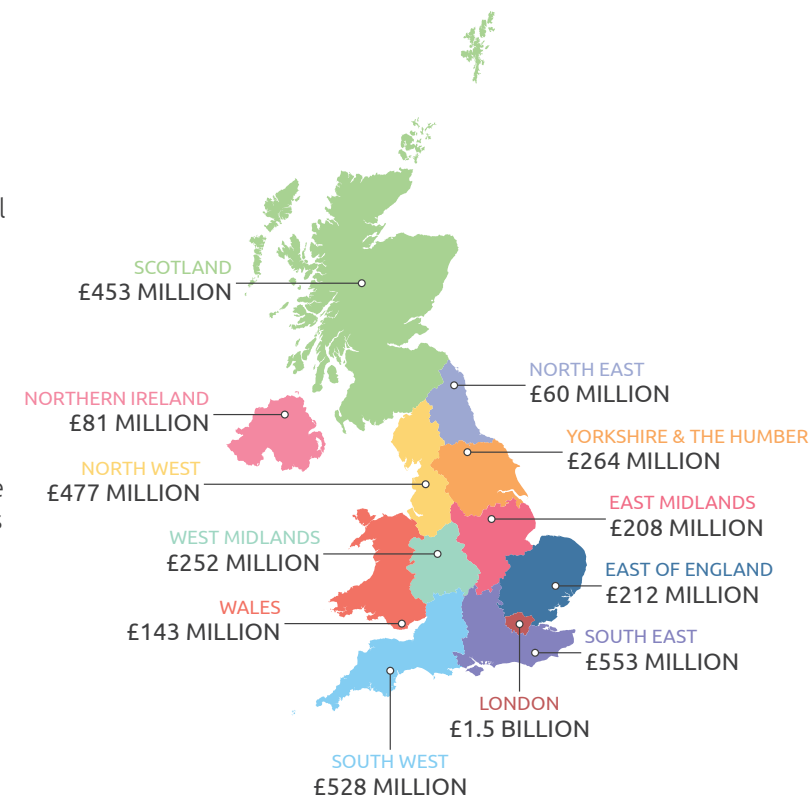 SCOTLAND
£453 MILLION
NORTH EAST
£60 MILLION
NORTHERN IRELAND
£81 MILLION
YORKSHIRE & THE HUMBER
£264 MILLION
NORTH WEST
£477 MILLION
EAST MIDLANDS
£208 MILLION
WEST MIDLANDS
£252 MILLION
EAST OF ENGLAND
£212 MILLION
WALES
£143 MILLION
SOUTH EAST
£553 MILLION
LONDON
£1.5 BILLION
SOUTH WEST
£528 MILLION